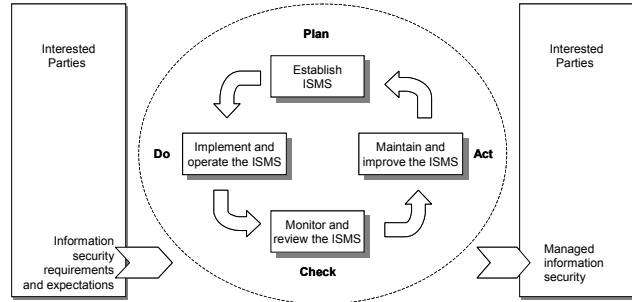 Interested
Parties
Information
security
requirements
and expectations
Plan
Establish
ISMS
Do
Implement and
operate the ISMS
Maintain and
improve the ISMS
Act
Monitor and
review the ISMS
Check
Interested
Parties
Managed
information
security